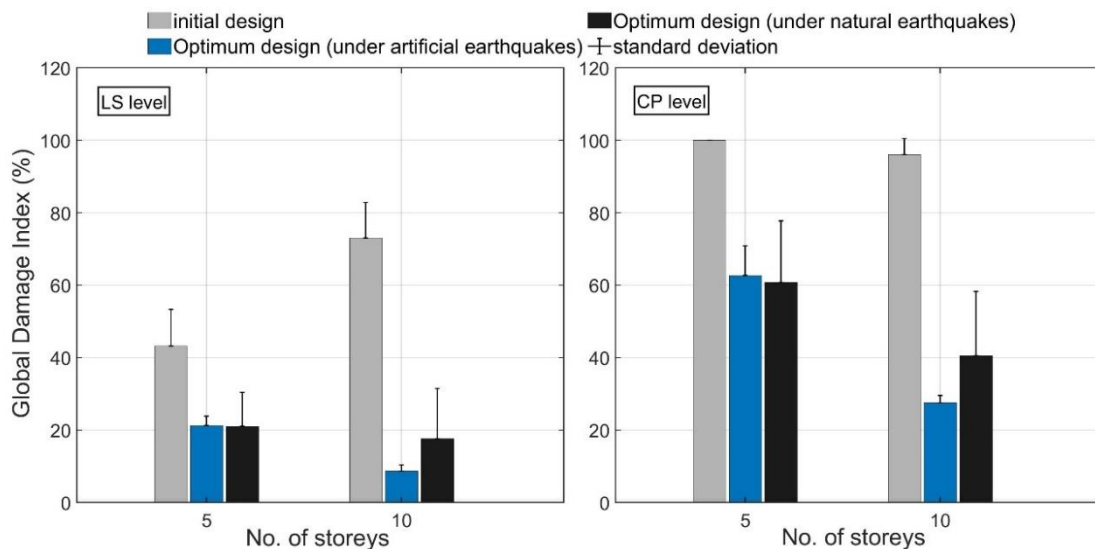 initial design
Optimum design (under natural earthquakes)
Optimum design (under artificial earthquakes)
standard deviation
Global Damage Index (%)
120
100
80
60
40
20
0
LS level
5
10
No. of storeys
120
100
80
60
40
20
0
CP level
5
10
No. of storeys